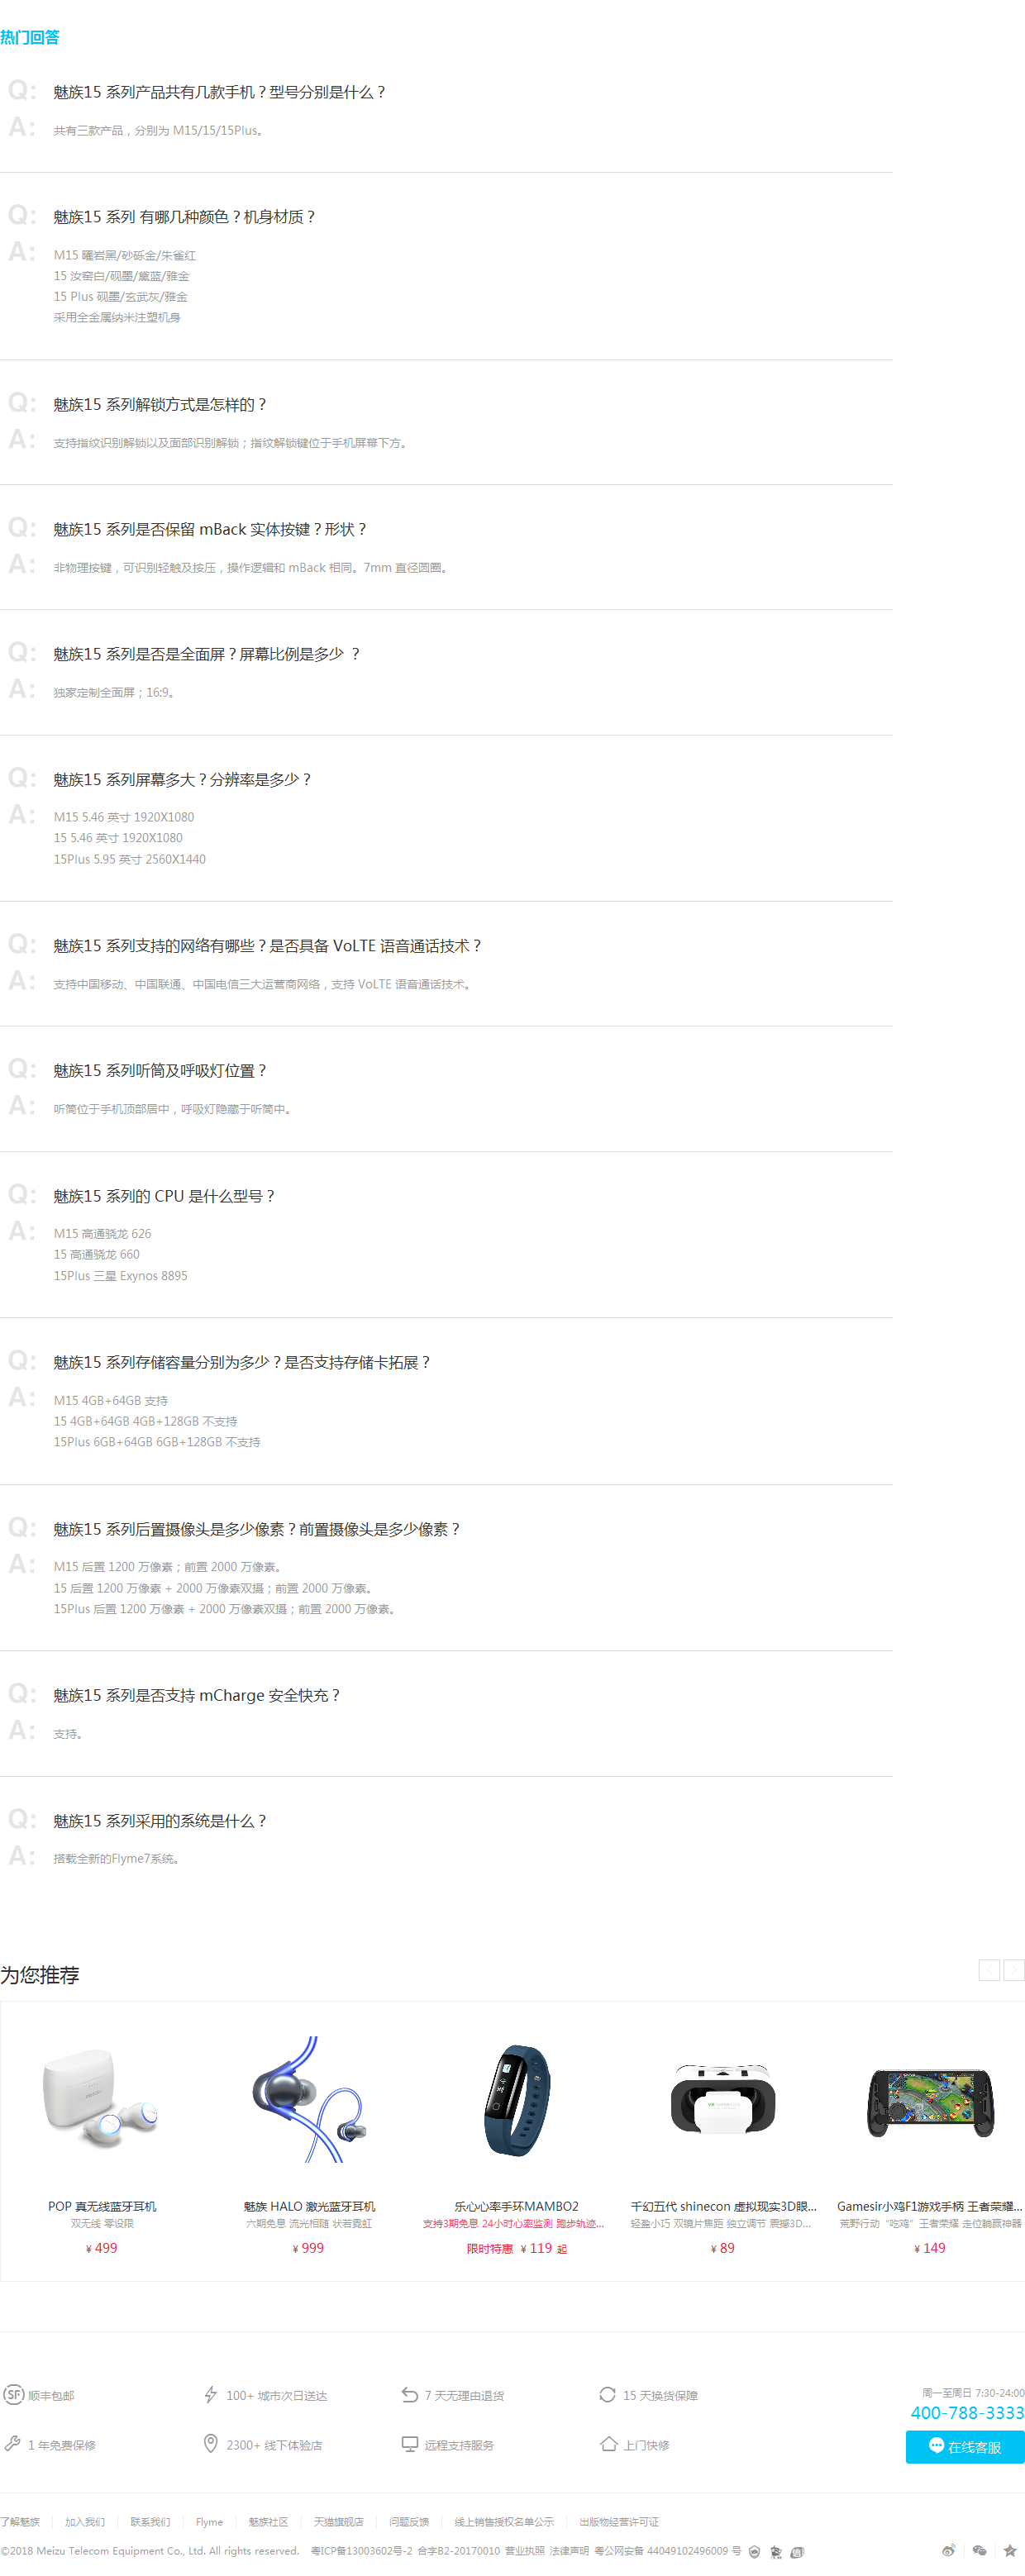 热门回答
Q: 魅族15 系列产品共有几款手机？型号分别是什么？
A: 共有三款产品，分别为 M15/15/15Plus。
Q: 魅族15 系列 有哪几种颜色？机身材质？
A: M15 曜岩黑/砂砾金/朱雀红
15 汝窑白/砚墨/黛蓝/雅金
15 Plus 砚墨/玄武灰/雅金
采用全金属纳米注塑机身
Q: 魅族15 系列解锁方式是怎样的？
A: 支持指纹识别解锁以及面部识别解锁；指纹解锁键位于手机屏幕下方。
Q: 魅族15 系列是否保留 mBack 实体按键？形状？
A: 非物理按键，可识别轻触及按压，操作逻辑和 mBack 相同。7mm 直径圆圈。
Q: 魅族15 系列是否是全面屏？屏幕比例是多少 ？
A: 独家定制全面屏；16:9。
Q: 魅族15 系列屏幕多大？分辨率是多少？
A: M15 5.46 英寸 1920X1080
15 5.46 英寸 1920X1080
15Plus 5.95 英寸 2560X1440
Q: 魅族15 系列支持的网络有哪些？是否具备 VoLTE 语音通话技术？
A: 支持中国移动、中国联通、中国电信三大运营商网络，支持 VoLTE 语音通话技术。
Q: 魅族15 系列听筒及呼吸灯位置？
A: 听筒位于手机顶部居中，呼吸灯隐藏于听筒中。
Q: 魅族15 系列的 CPU 是什么型号？
A: M15 高通骁龙 626
15 高通骁龙 660
15Plus 三星 Exynos 8895
Q: 魅族15 系列存储容量分别为多少？是否支持存储卡拓展？
A: M15 4GB+64GB 支持
15 4GB+64GB 4GB+128GB 不支持
15Plus 6GB+64GB 6GB+128GB 不支持
Q: 魅族15 系列后置摄像头是多少像素？前置摄像头是多少像素？
A: M15 后置 1200 万像素；前置 2000 万像素。
15 后置 1200 万像素 + 2000 万像素双摄；前置 2000 万像素。
15Plus 后置 1200 万像素 + 2000 万像素双摄；前置 2000 万像素。
Q: 魅族15 系列是否支持 mCharge 安全快充？
A: 支持。
Q: 魅族15 系列采用的系统是什么？
A: 搭载全新的Flyme7系统。
为您推荐
POP 真无线蓝牙耳机
双无线 零设限
¥ 499
魅族 HALO 激光蓝牙耳机
六期免息 流光相随 状若霓虹
¥ 999
乐心心率手环MAMBO2
支持3期免息 24小时心率监测 跑步轨迹...
限时特惠 ¥ 119 起
千幻五代 shinecon 虚拟现实3D眼...
轻盈小巧 双镜片焦距 独立调节 震撼3D...
¥ 89
Gamesir小鸡F1游戏手柄 王者荣耀...
荒野行动“吃鸡”王者荣耀 走位躺赢神器
¥ 149
SF 顺丰包邮
100+ 城市次日送达
7 天无理由退货
15 天换货保障
1 年免费保修
2300+ 线下体验店
远程支持服务
上门快修
周一至周日 7:30-24:00
400-788-3333
在线客服
了解魅族 加入我们 联系我们 Flyme 魅族社区 天猫旗舰店 问题反馈 线上销售授权名单公示 出版物经营许可证
©2018 Meizu Telecom Equipment Co., Ltd. All rights reserved. 粤ICP备13003602号-2 合字B2-20170010 营业执照 法律声明 粤公网安备 44049102496009 号